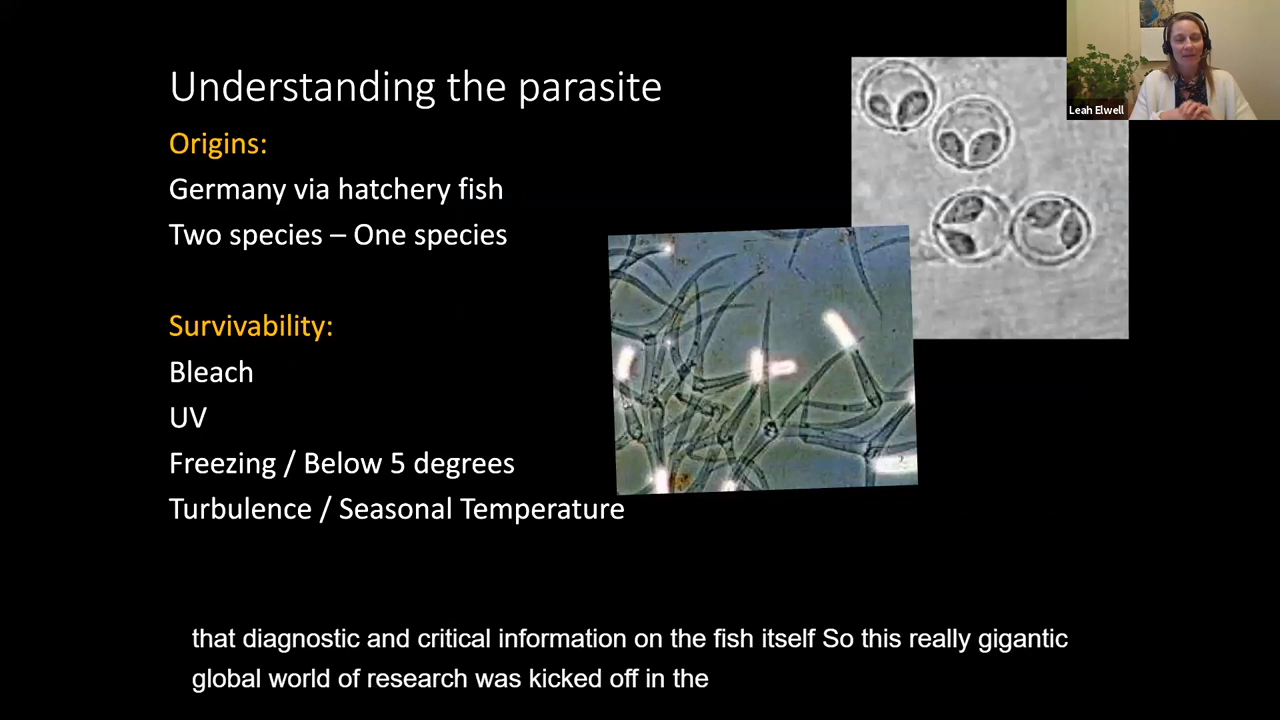 Understanding the parasite
Origins:
Germany via hatchery fish
Two species – One species
Survivability:
Bleach
UV
Freezing / Below 5 degrees
Turbulence / Seasonal Temperature
Leah Elwell
that diagnostic and critical information on the fish itself So this really gigantic
global world of research was kicked off in the